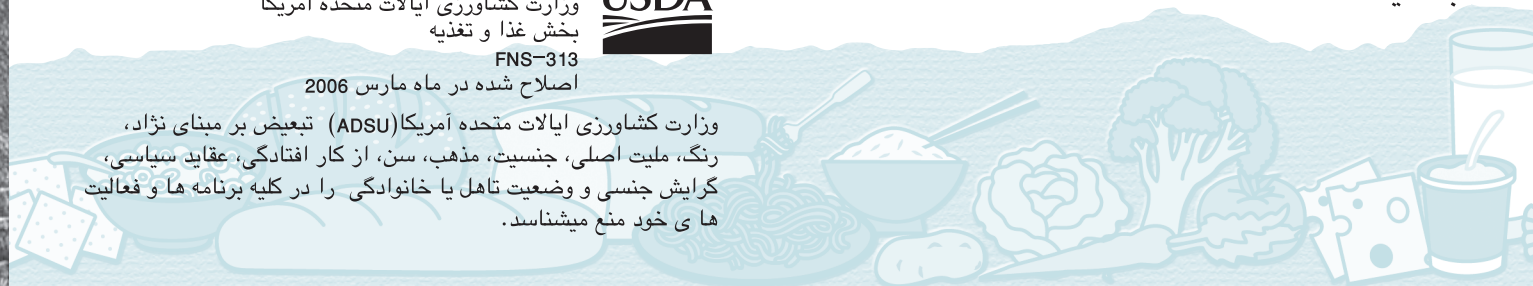 USDA
وزارت کشاورزی ایالات متحده آمریکا
بخش غذا و تغذیه
FNS–313
اصلاح شده در ماه مارس 2006
وزارت کشاورزی ایالات متحده آمریکا(ADSU) تبعیض بر مبنای نژاد،
رنگ، ملیت اصلی، جنسیت، مذهب، سن، از کار افتادگی، عقاید سیاسی،
گرایش جنسی و وضعیت تاهل یا خانوادگی را در کلیه برنامه ها و فعالیت
ها ی خود منع میشناسد.